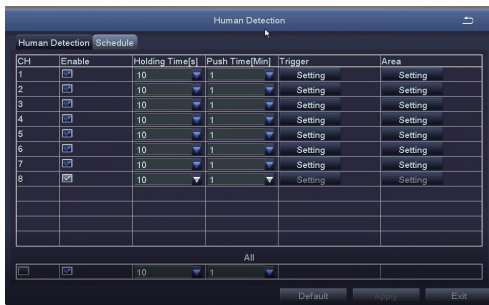 Human Detection
Human Detection Schedule
CH Enable Holding Time[s] Push Time[Min] Trigger Area
1 10 1 Setting Setting
2 10 1 Setting Setting
3 10 1 Setting Setting
4 10 1 Setting Setting
5 10 1 Setting Setting
6 10 1 Setting Setting
7 10 1 Setting Setting
8 10 1 Setting Setting
All
10 1
Default Apply Exit